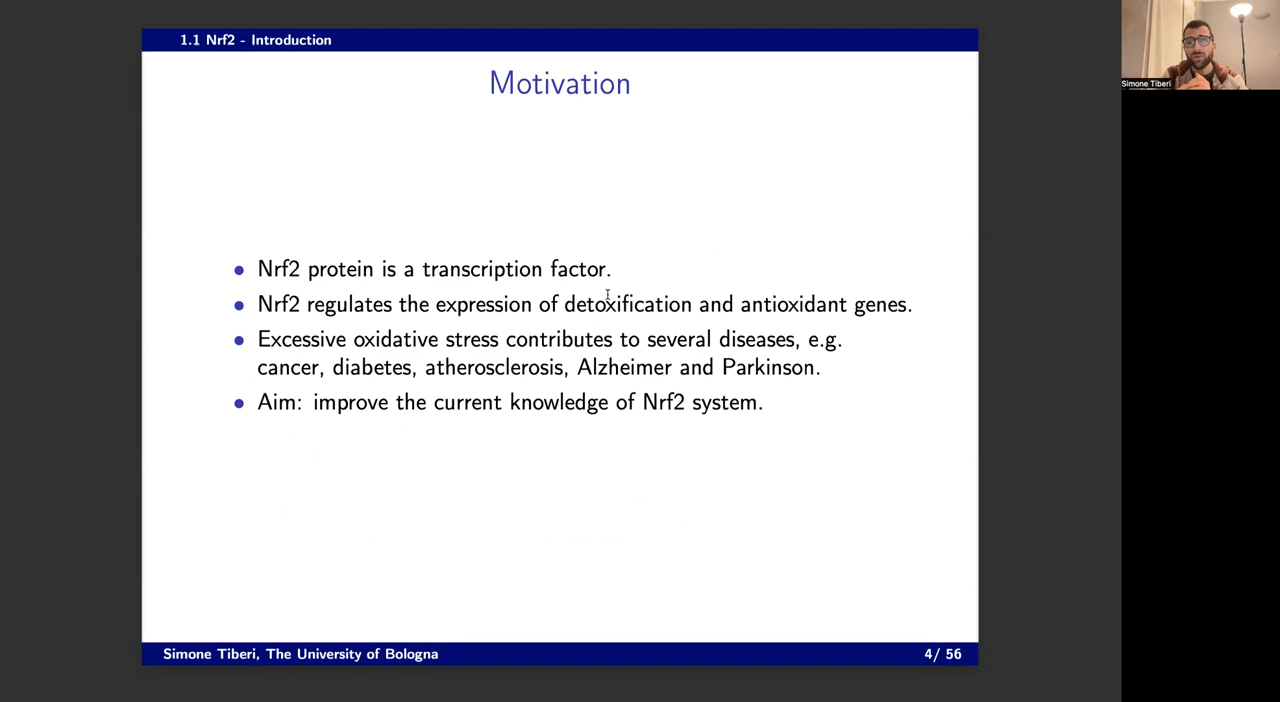 1.1 Nrf2 - Introduction
Motivation
Simone Tiberi
• Nrf2 protein is a transcription factor.
• Nrf2 regulates the expression of detoxification and antioxidant genes.
• Excessive oxidative stress contributes to several diseases, e.g.
cancer, diabetes, atherosclerosis, Alzheimer and Parkinson.
• Aim: improve the current knowledge of Nrf2 system.
Simone Tiberi, The University of Bologna
4/ 56